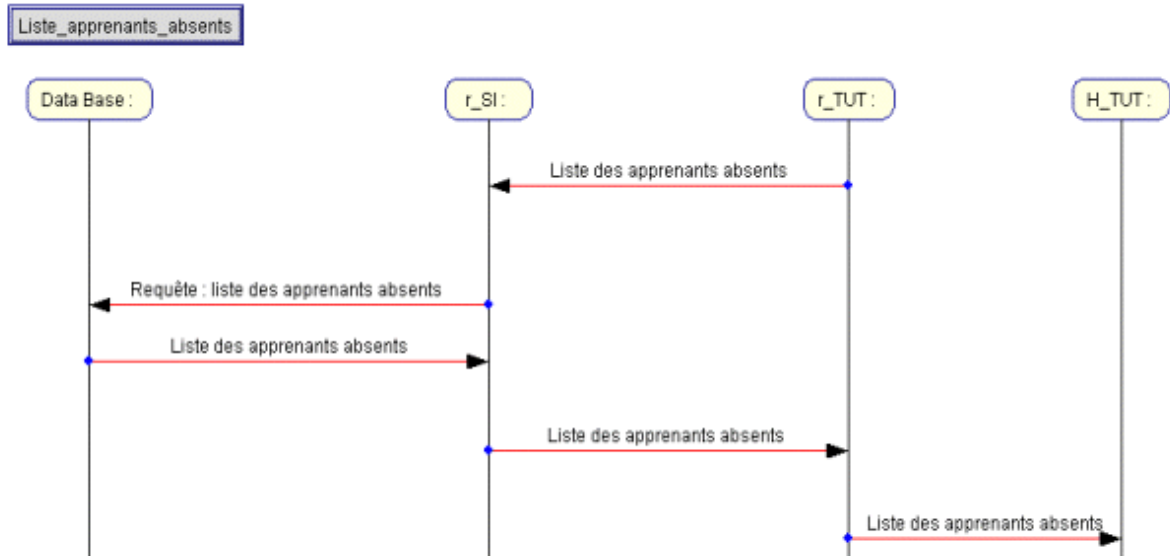 Liste_apprenants_absents
Data Base :
r_SI :
r_TUT :
H_TUT :
Liste des apprenants absents
Requête : liste des apprenants absents
Liste des apprenants absents
Liste des apprenants absents
Liste des apprenants absents